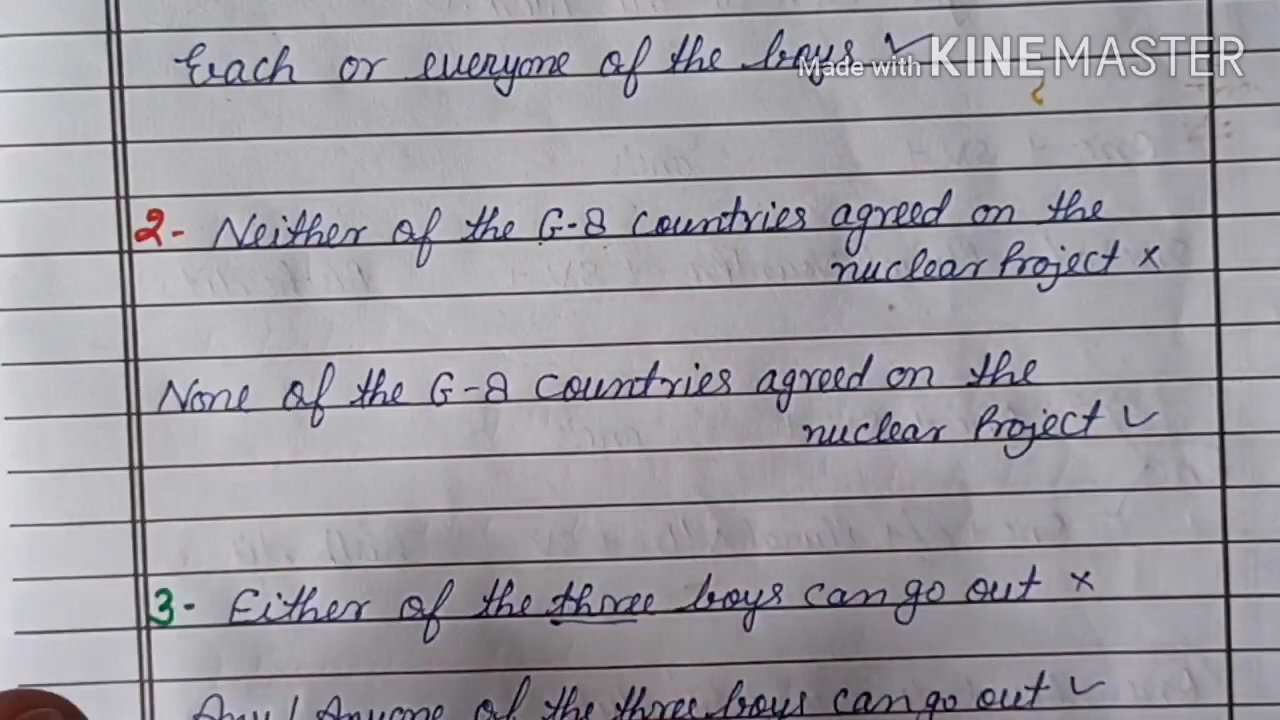 Each or everyone of the boys ✓
Made with KINEMASTER
2- Neither of the G-8 countries agreed on the
nuclear Project ×
None of the G-8 countries agreed on the
nuclear Project ✓
3- Either of the three boys can go out ×
Any / Anyone of the three boys can go out ✓